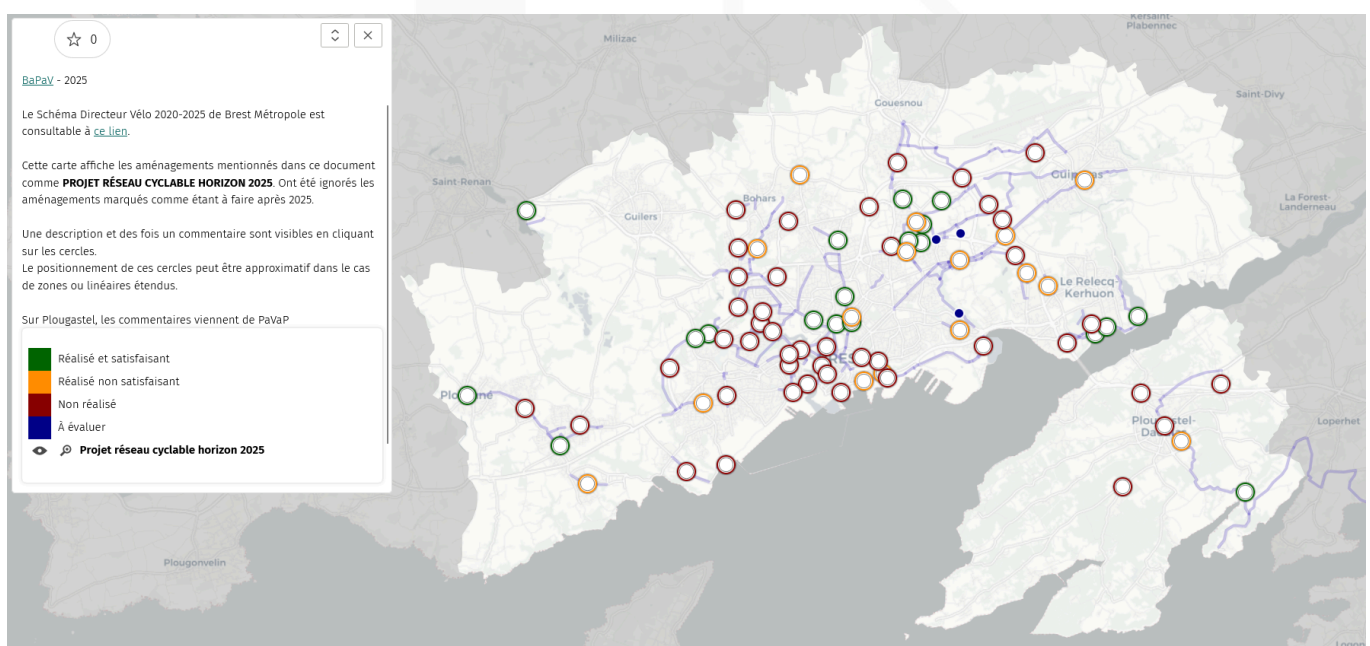 0
BaPaV - 2025
Le Schéma Directeur Vélo 2020-2025 de Brest Métropole est
consultable à ce lien.
Cette carte affiche les aménagements mentionnés dans ce document
comme PROJET RÉSEAU CYCLABLE HORIZON 2025. Ont été ignorés les
aménagements marqués comme étant à faire après 2025.
Une description et des fois un commentaire sont visibles en cliquant
sur les cercles.
Le positionnement de ces cercles peut être approximatif dans le cas
de zones ou linéaires étendus.
Sur Plougastel, les commentaires viennent de PaVaP
Réalisé et satisfaisant
Réalisé non satisfaisant
Non réalisé
À évaluer
Projet réseau cyclable horizon 2025
Kersaint-
Plabennec
Milizac
Saint-Divy
Gouesnou
Saint-Renan
Bohars
Guilers
La Forest-
Landerneau
Le Relecq-
Kerhuon
Loperhet
Plougonvelin